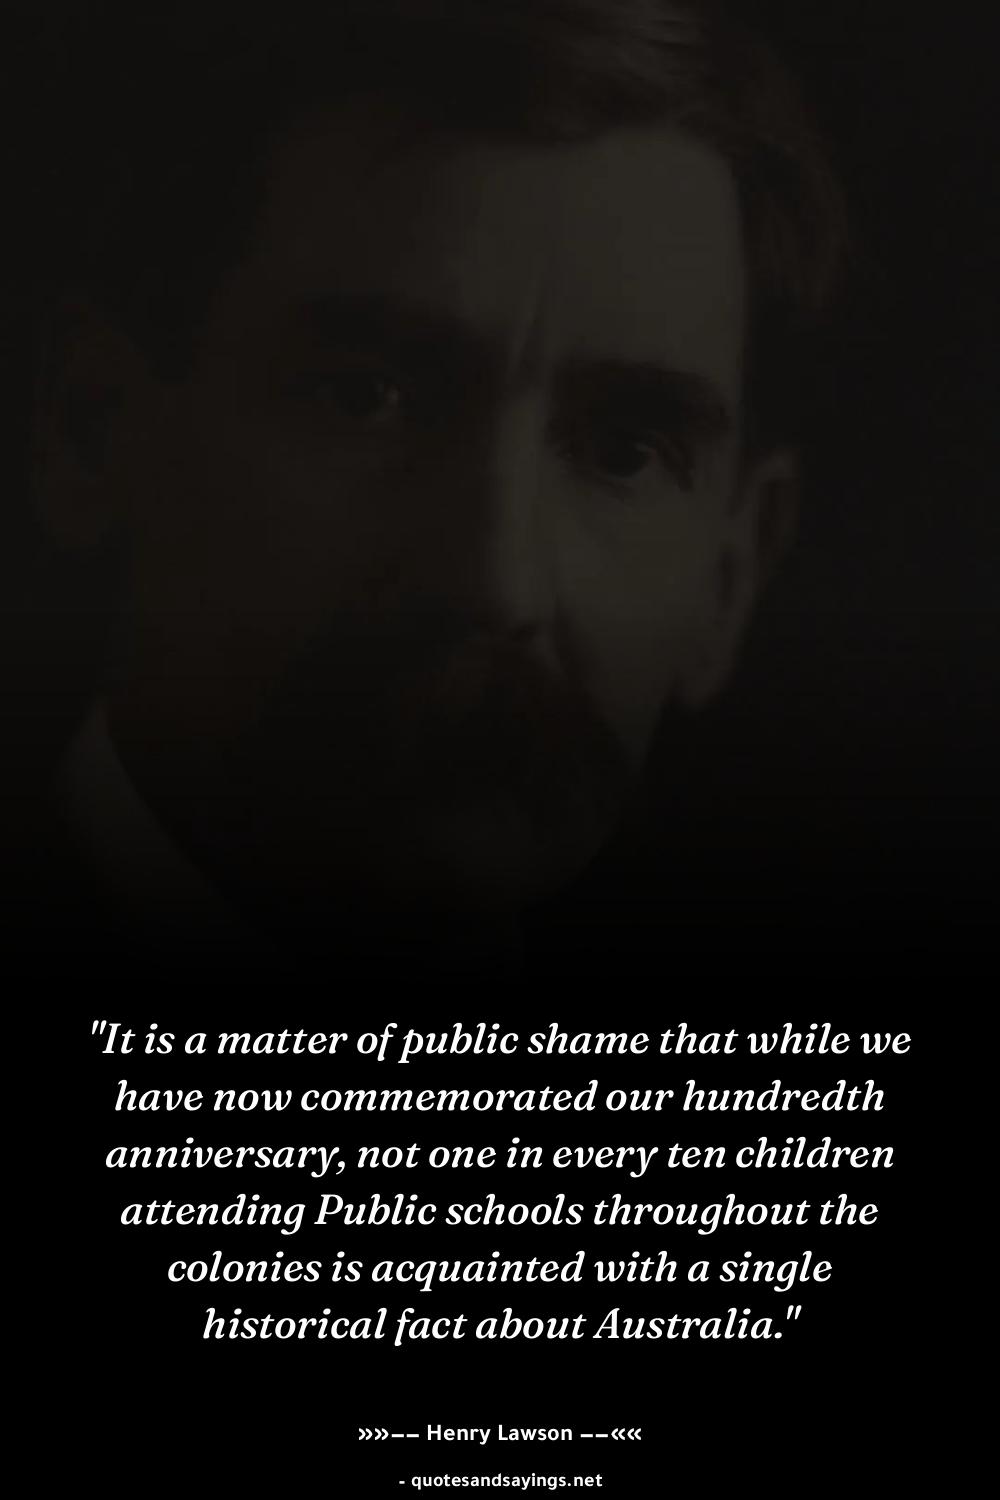 "It is a matter of public shame that while we
have now commemorated our hundredth
anniversary, not one in every ten children
attending Public schools throughout the
colonies is acquainted with a single
historical fact about Australia."
»»–– Henry Lawson ––««
- quotesandsayings.net